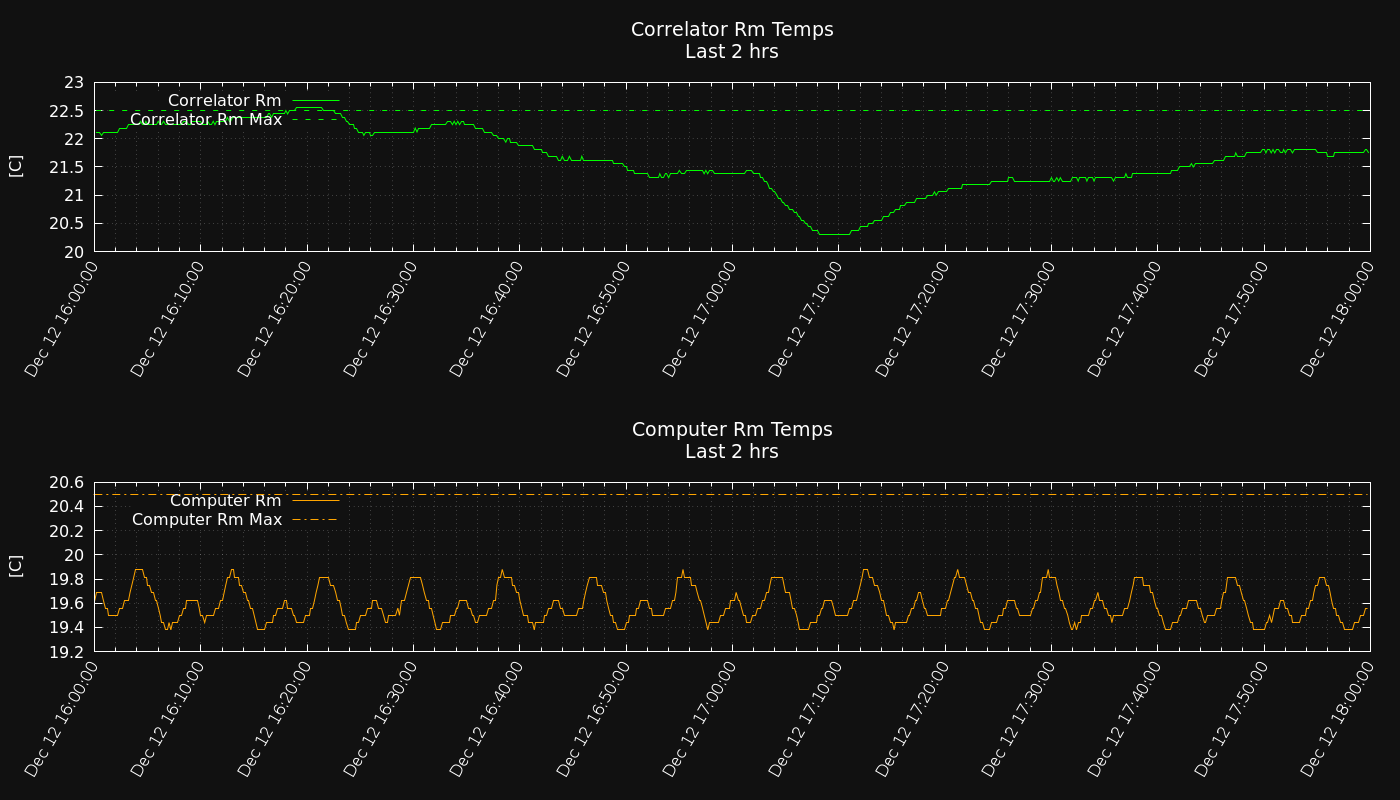 Correlator Rm Temps
Last 2 hrs
[C]
23
22.5
22
21.5
21
20.5
20
Correlator Rm
Correlator Rm Max
Dec 12 16:00:00
Dec 12 16:10:00
Dec 12 16:20:00
Dec 12 16:30:00
Dec 12 16:40:00
Dec 12 16:50:00
Dec 12 17:00:00
Dec 12 17:10:00
Dec 12 17:20:00
Dec 12 17:30:00
Dec 12 17:40:00
Dec 12 17:50:00
Dec 12 18:00:00
Computer Rm Temps
Last 2 hrs
[C]
20.6
20.4
20.2
20
19.8
19.6
19.4
19.2
Computer Rm
Computer Rm Max
Dec 12 16:00:00
Dec 12 16:10:00
Dec 12 16:20:00
Dec 12 16:30:00
Dec 12 16:40:00
Dec 12 16:50:00
Dec 12 17:00:00
Dec 12 17:10:00
Dec 12 17:20:00
Dec 12 17:30:00
Dec 12 17:40:00
Dec 12 17:50:00
Dec 12 18:00:00